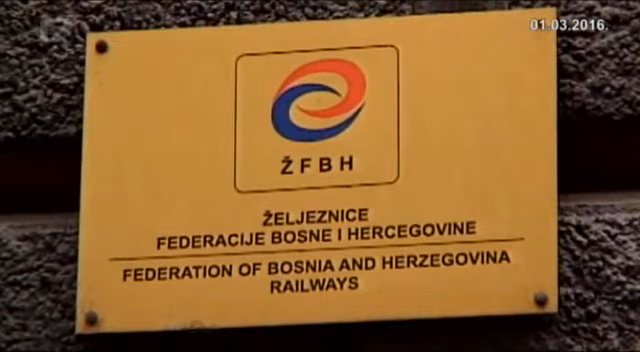 01.03.2016.
ŽFBH
ŽELJEZNICE
FEDERACIJE BOSNE I HERCEGOVINE
FEDERATION OF BOSNIA AND HERZEGOVINA
RAILWAYS